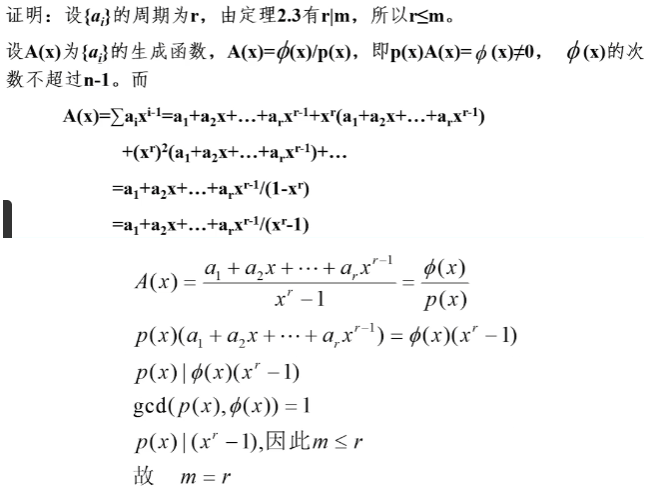 证明：设{aᵢ}的周期为r，由定理2.3有r|m，所以r≤m。
设A(x)为{aᵢ}的生成函数，A(x)=ϕ(x)/p(x)，即p(x)A(x)=ϕ(x)≠0， ϕ(x)的次
数不超过n-1。而
A(x)=∑aᵢxⁱ⁻¹=a₁+a₂x+…+aᵣxʳ⁻¹+xʳ(a₁+a₂x+…+aᵣxʳ⁻¹)
+(xʳ)²(a₁+a₂x+…+aᵣxʳ⁻¹)+…
=a₁+a₂x+…+aᵣxʳ⁻¹/(1-xʳ)
=a₁+a₂x+…+aᵣxʳ⁻¹/(xʳ-1)
A(x) = (a₁ + a₂x + ⋯ + aᵣxʳ⁻¹)/(xʳ − 1) = ϕ(x)/p(x)
p(x)(a₁ + a₂x + ⋯ + aᵣxʳ⁻¹) = ϕ(x)(xʳ − 1)
p(x) | ϕ(x)(xʳ − 1)
gcd(p(x), ϕ(x)) = 1
p(x) | (xʳ − 1),因此m ≤ r
故 m = r